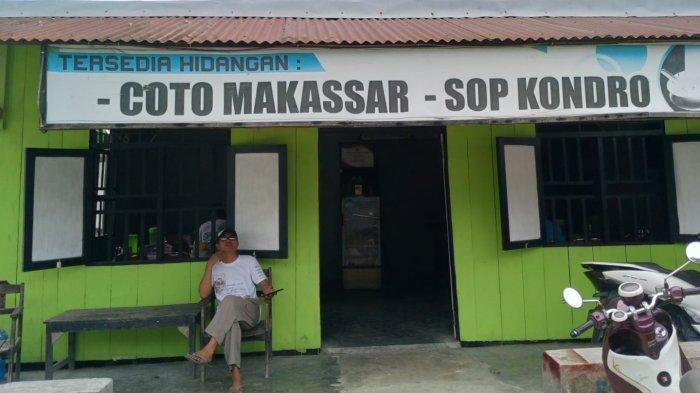 TERSEDIA HIDANGAN :
- COTO MAKASSAR - SOP KONDRO